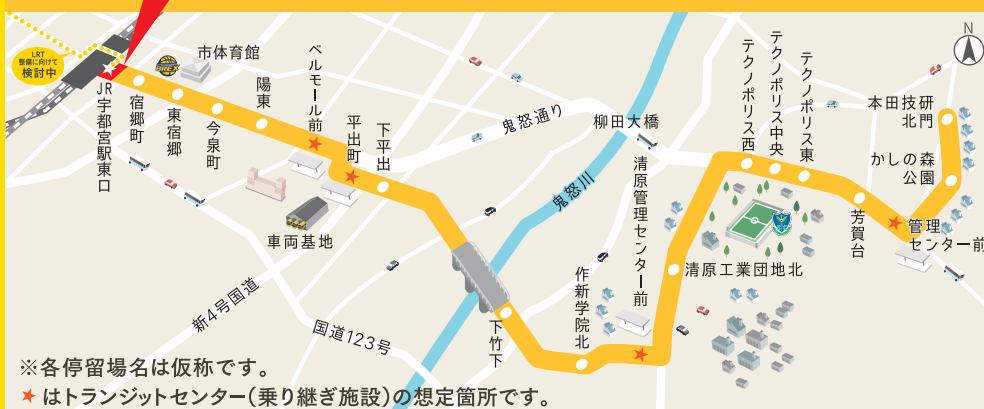 LRT
整備に向けて
検討中
JR宇都宮駅東口
宿郷町
東宿郷
今泉町
市体育館
陽東
ベルモール前
平出町
下平出
車両基地
新4号国道
国道123号
鬼怒通り
柳田大橋
鬼怒川
下竹下
作新学院北
清原管理センター前
清原工業団地北
テクノポリス西
テクノポリス中央
テクノポリス東
芳賀台
管理
センター前
かしの森
公園
本田技研
北門
N
※各停留場名は仮称です。
★はトランジットセンター(乗り継ぎ施設)の想定箇所です。